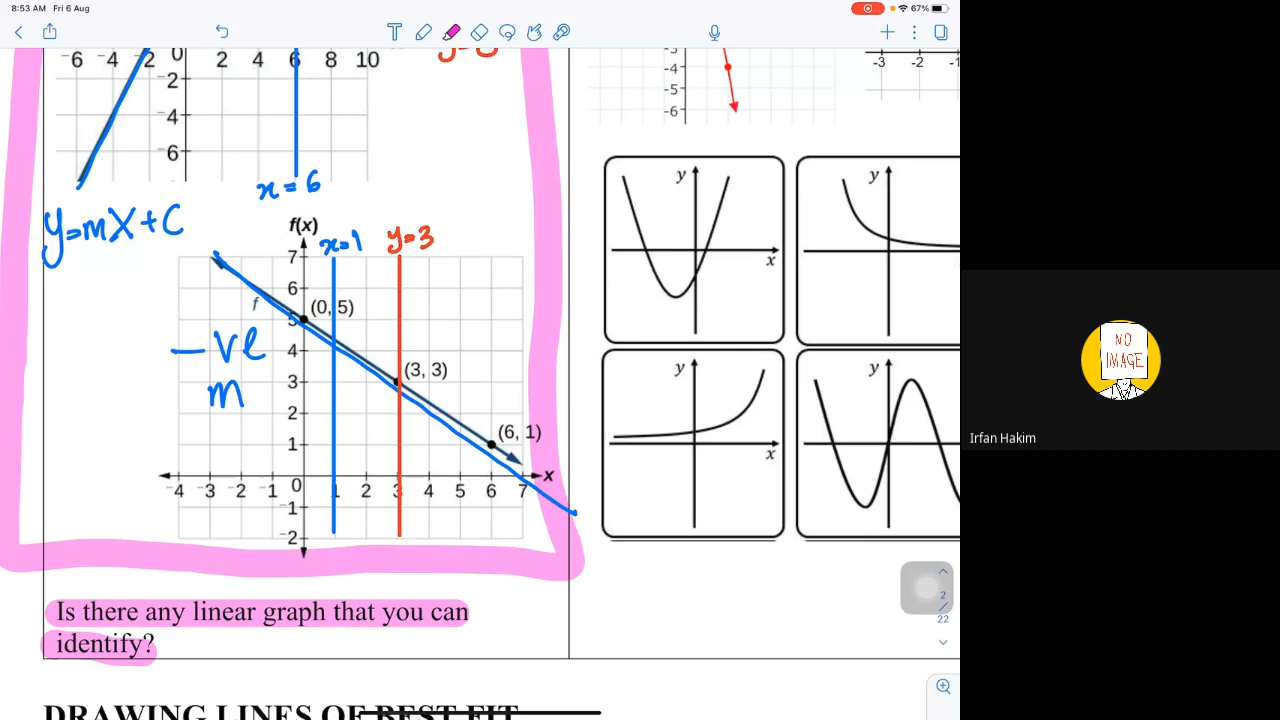 8:53 AM Fri 6 Aug
67%
-6 -4 -2 0 2 4 6 8 10
-2
-4
-6
x = 6
y=mx+c
f(x)
x=1
y=3
7
6
f
(0, 5)
5
-ve
m
4
(3, 3)
3
2
(6, 1)
1
x
-4 -3 -2 -1 0 1 2 3 4 5 6 7
-1
-2
Is there any linear graph that you can
identify?
DRAWING LINES OF BEST FIT
-4
-5
-6
-3 -2 -1
y
x
y
y
x
y
2
/
22
NO
IMAGE
Irfan Hakim